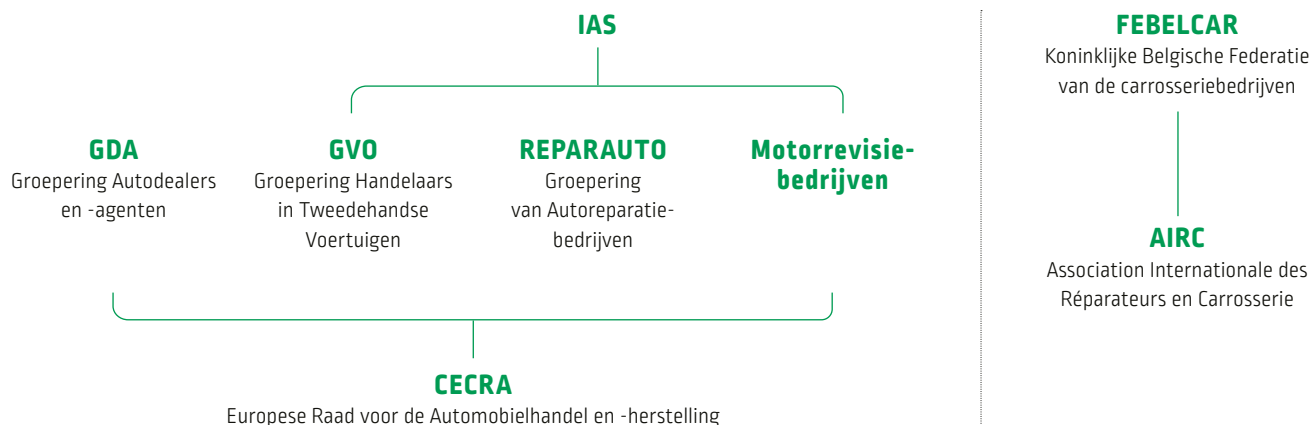 IAS
GDA
Groepering Autodealers
en -agenten
GVO
Groepering Handelaars
in Tweedehandse
Voertuigen
REPARAUTO
Groepering
van Autoreparatie-
bedrijven
Motorrevisie-
bedrijven
CECRA
Europese Raad voor de Automobielhandel en -herstelling
FEBELCAR
Koninklijke Belgische Federatie
van de carrosseriebedrijven
AIRC
Association Internationale des
Réparateurs en Carrosserie